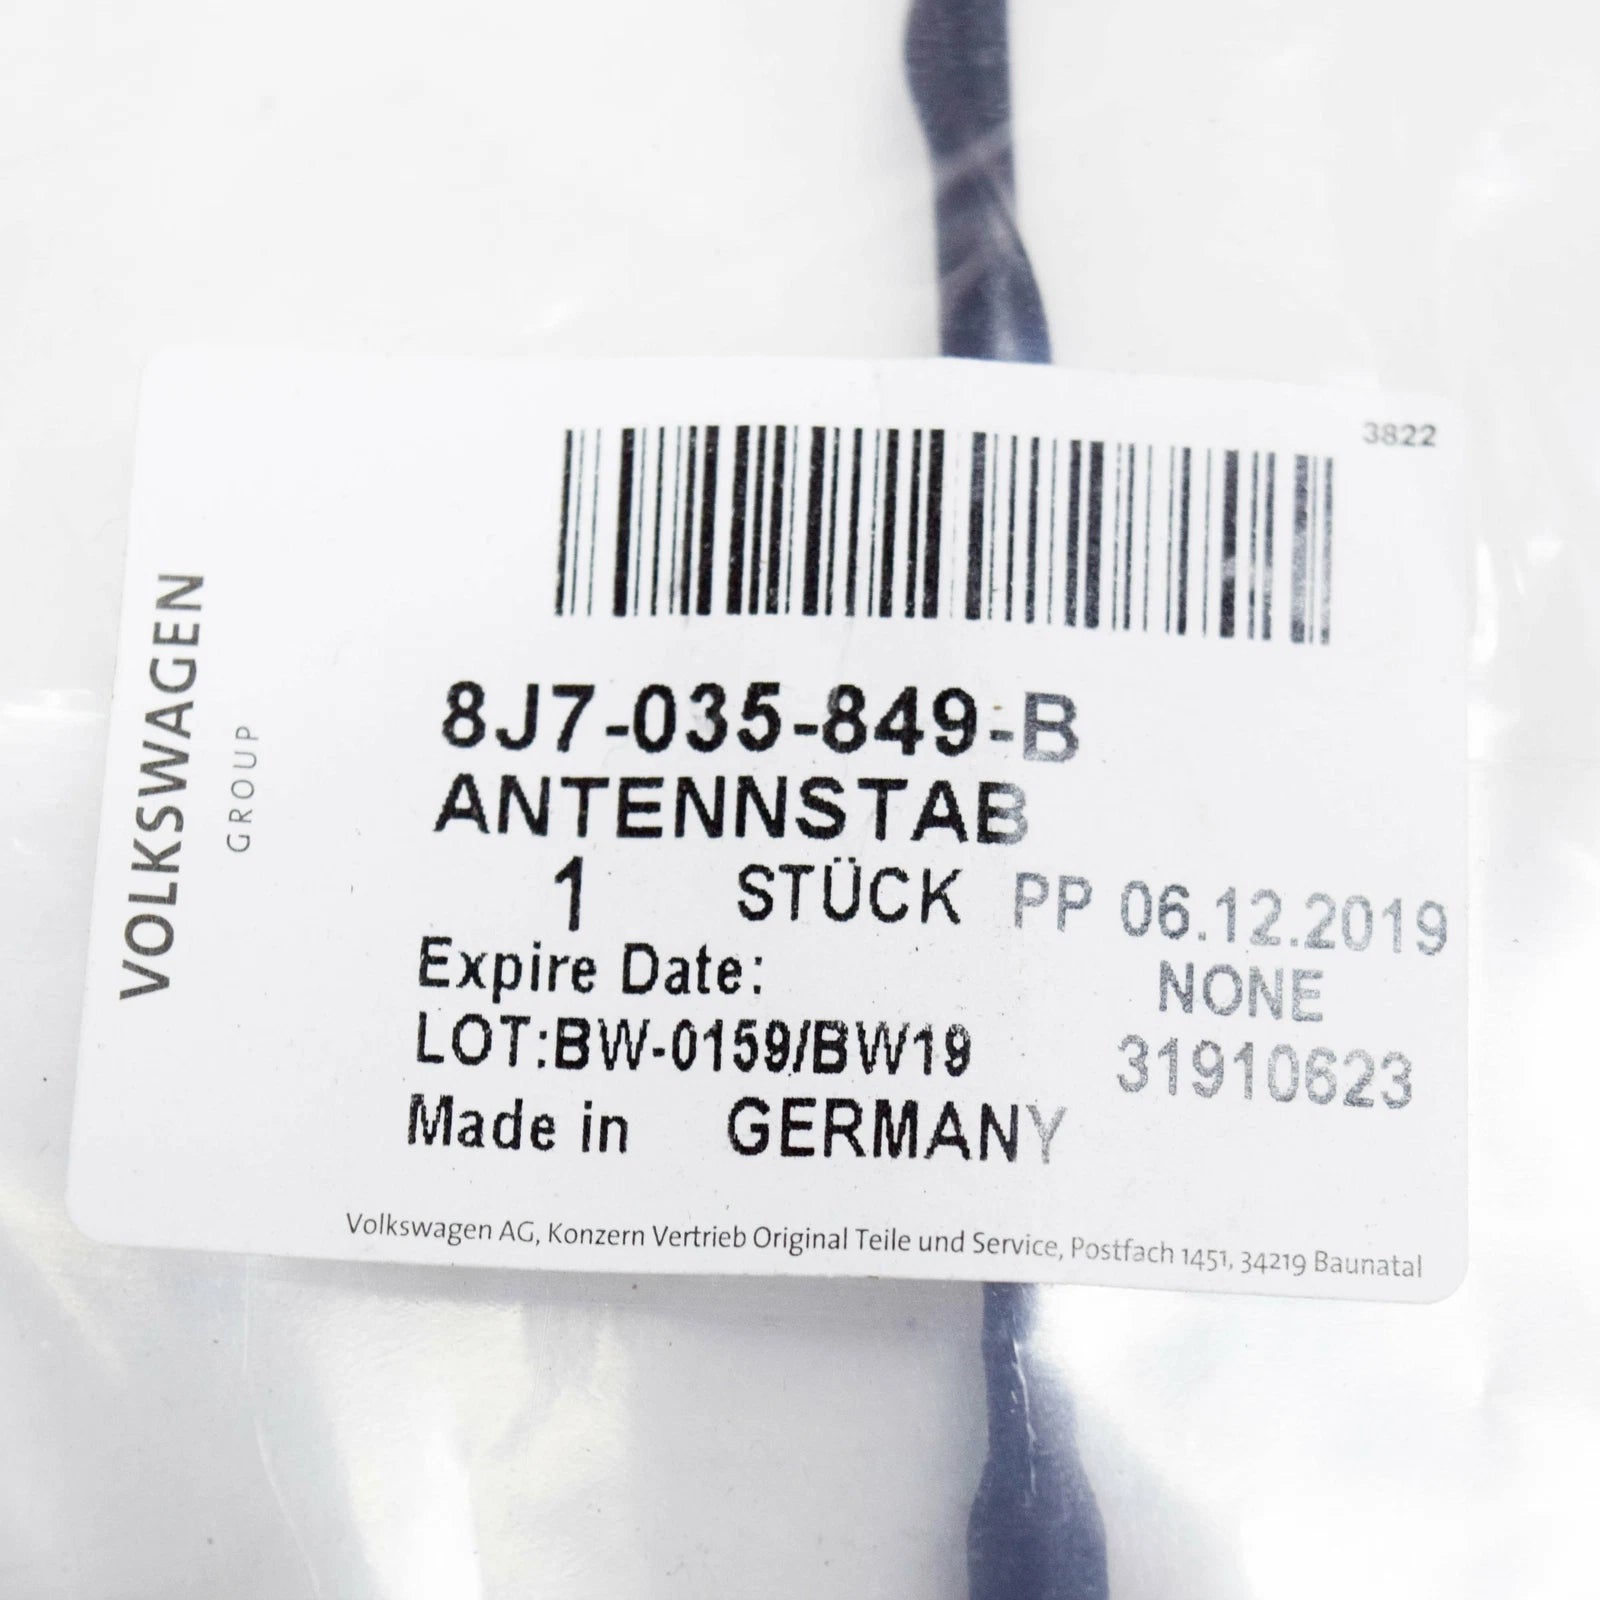 3822
VOLKSWAGEN
GROUP
8J7-035-849-B
ANTENNSTAB
1 STÜCK PP 06.12.2019
Expire Date: NONE
LOT:BW-0159/BW19 31910623
Made in GERMANY
Volkswagen AG, Konzern Vertrieb Original Teile und Service, Postfach 1451, 34219 Baunatal